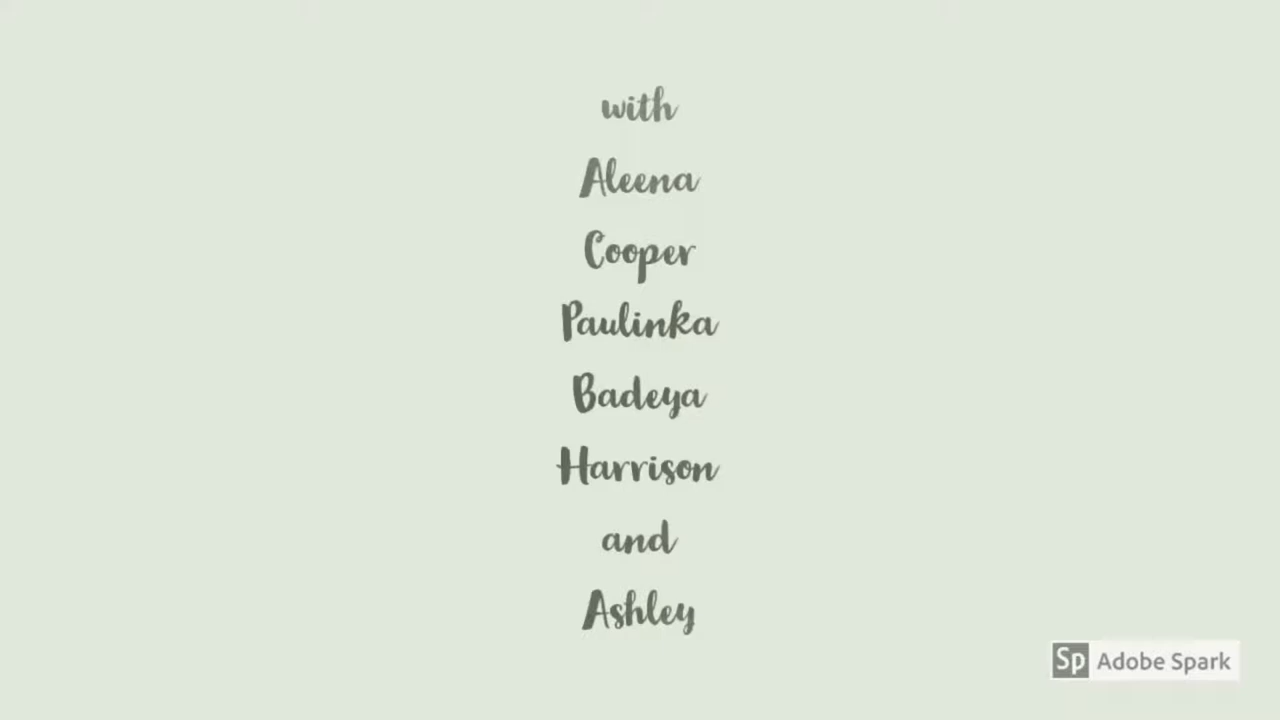 with
Aleena
Cooper
Paulinka
Badeya
Harrison
and
Ashley
Sp Adobe Spark